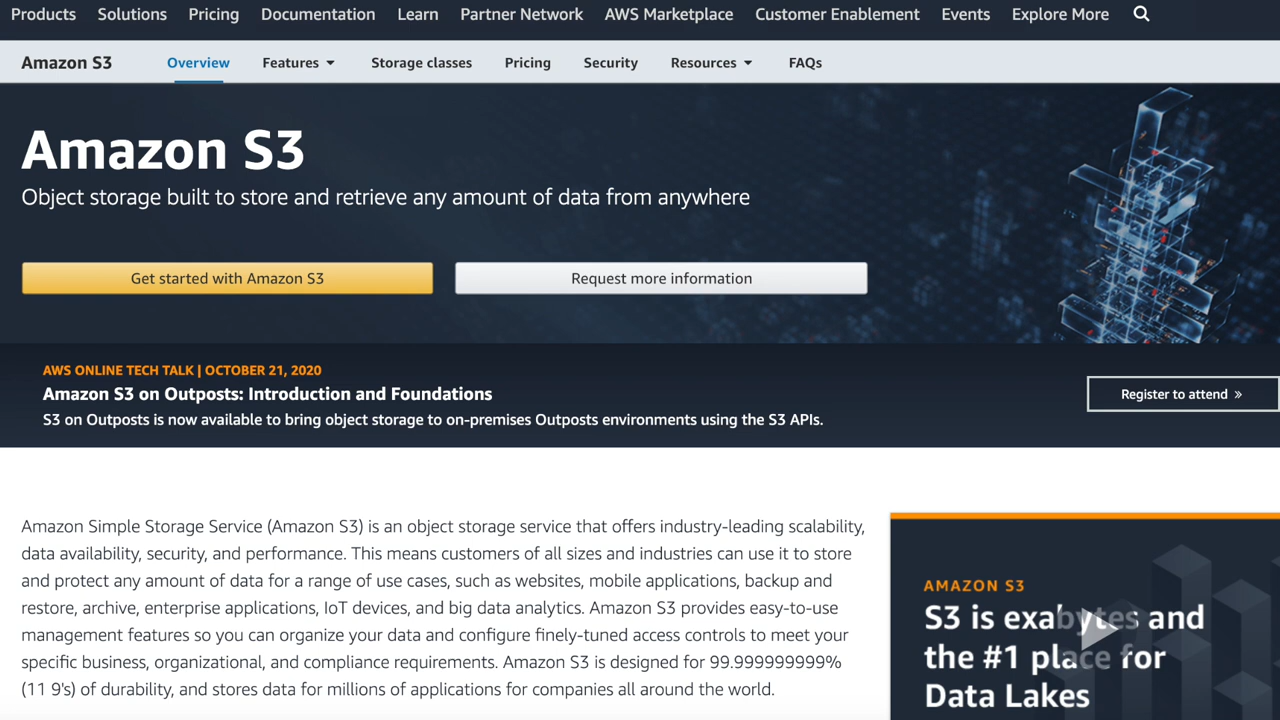 Products Solutions Pricing Documentation Learn Partner Network AWS Marketplace Customer Enablement Events Explore More
Amazon S3 Overview Features Storage classes Pricing Security Resources FAQs
Amazon S3
Object storage built to store and retrieve any amount of data from anywhere
Get started with Amazon S3 Request more information
AWS ONLINE TECH TALK | OCTOBER 21, 2020
Amazon S3 on Outposts: Introduction and Foundations
S3 on Outposts is now available to bring object storage to on-premises Outposts environments using the S3 APIs.
Register to attend »
Amazon Simple Storage Service (Amazon S3) is an object storage service that offers industry-leading scalability,
data availability, security, and performance. This means customers of all sizes and industries can use it to store
and protect any amount of data for a range of use cases, such as websites, mobile applications, backup and
restore, archive, enterprise applications, IoT devices, and big data analytics. Amazon S3 provides easy-to-use
management features so you can organize your data and configure finely-tuned access controls to meet your
specific business, organizational, and compliance requirements. Amazon S3 is designed for 99.999999999%
(11 9's) of durability, and stores data for millions of applications for companies all around the world.
AMAZON S3
S3 is exabytes and
the #1 place for
Data Lakes